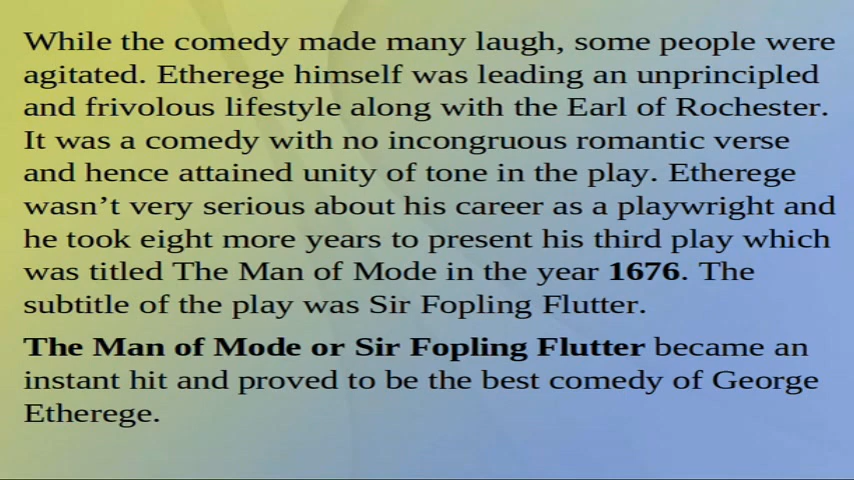 While the comedy made many laugh, some people were
agitated. Etherege himself was leading an unprincipled
and frivolous lifestyle along with the Earl of Rochester.
It was a comedy with no incongruous romantic verse
and hence attained unity of tone in the play. Etherege
wasn’t very serious about his career as a playwright and
he took eight more years to present his third play which
was titled The Man of Mode in the year 1676. The
subtitle of the play was Sir Fopling Flutter.
The Man of Mode or Sir Fopling Flutter became an
instant hit and proved to be the best comedy of George
Etherege.